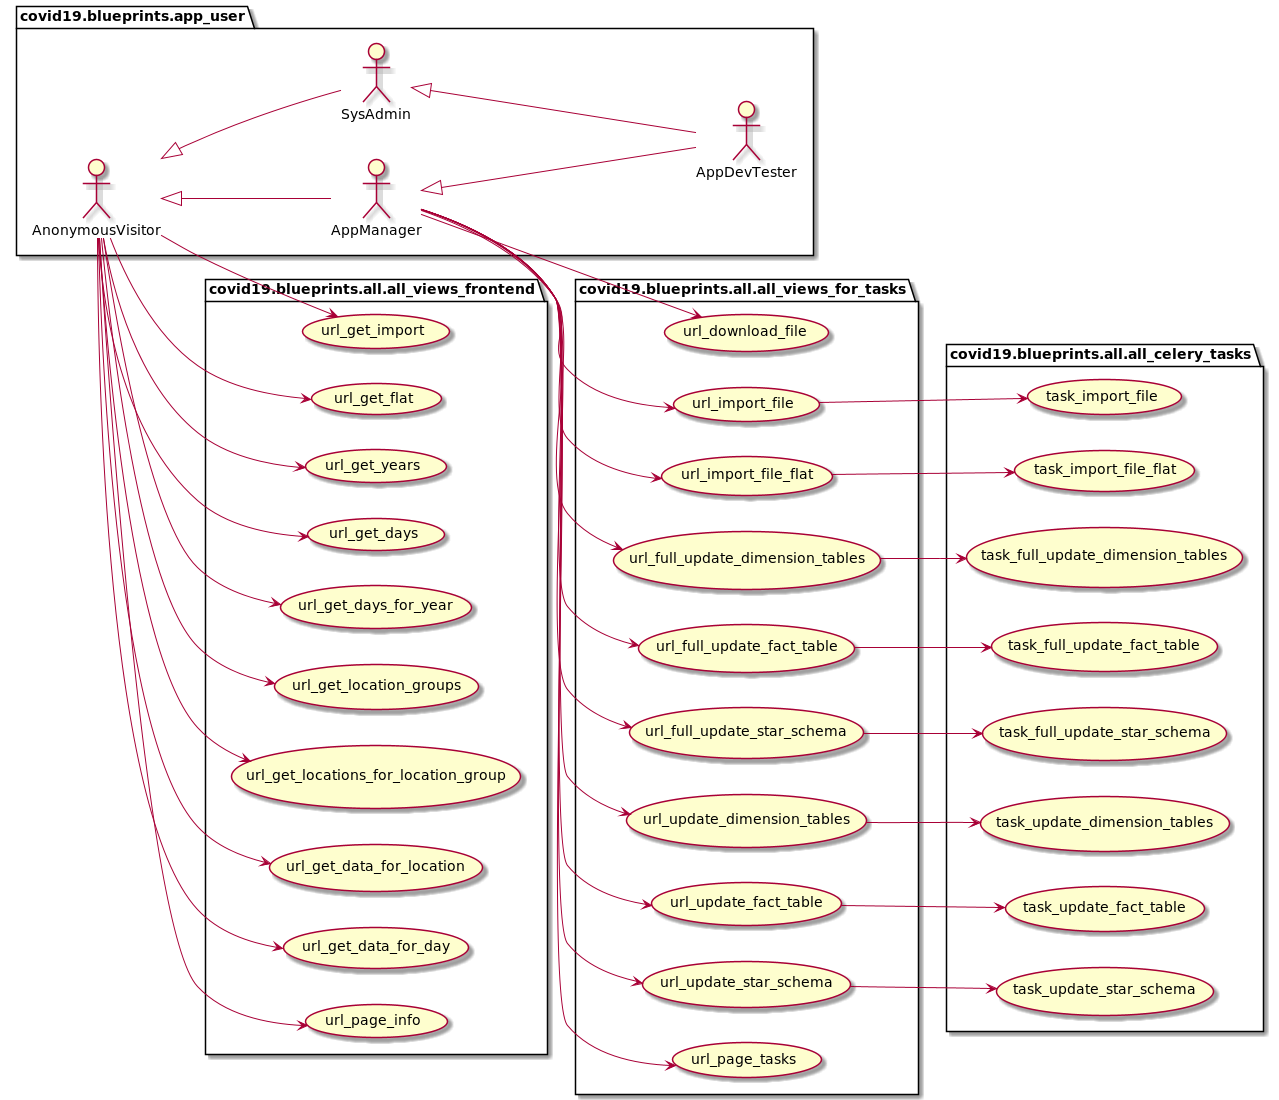 covid19.blueprints.app_user
SysAdmin
AppDevTester
AnonymousVisitor
AppManager
covid19.blueprints.all.all_views_frontend
url_get_import
url_get_flat
url_get_years
url_get_days
url_get_days_for_year
url_get_location_groups
url_get_locations_for_location_group
url_get_data_for_location
url_get_data_for_day
url_page_info
covid19.blueprints.all.all_views_for_tasks
url_download_file
url_import_file
url_import_file_flat
url_full_update_dimension_tables
url_full_update_fact_table
url_full_update_star_schema
url_update_dimension_tables
url_update_fact_table
url_update_star_schema
url_page_tasks
covid19.blueprints.all.all_celery_tasks
task_import_file
task_import_file_flat
task_full_update_dimension_tables
task_full_update_fact_table
task_full_update_star_schema
task_update_dimension_tables
task_update_fact_table
task_update_star_schema